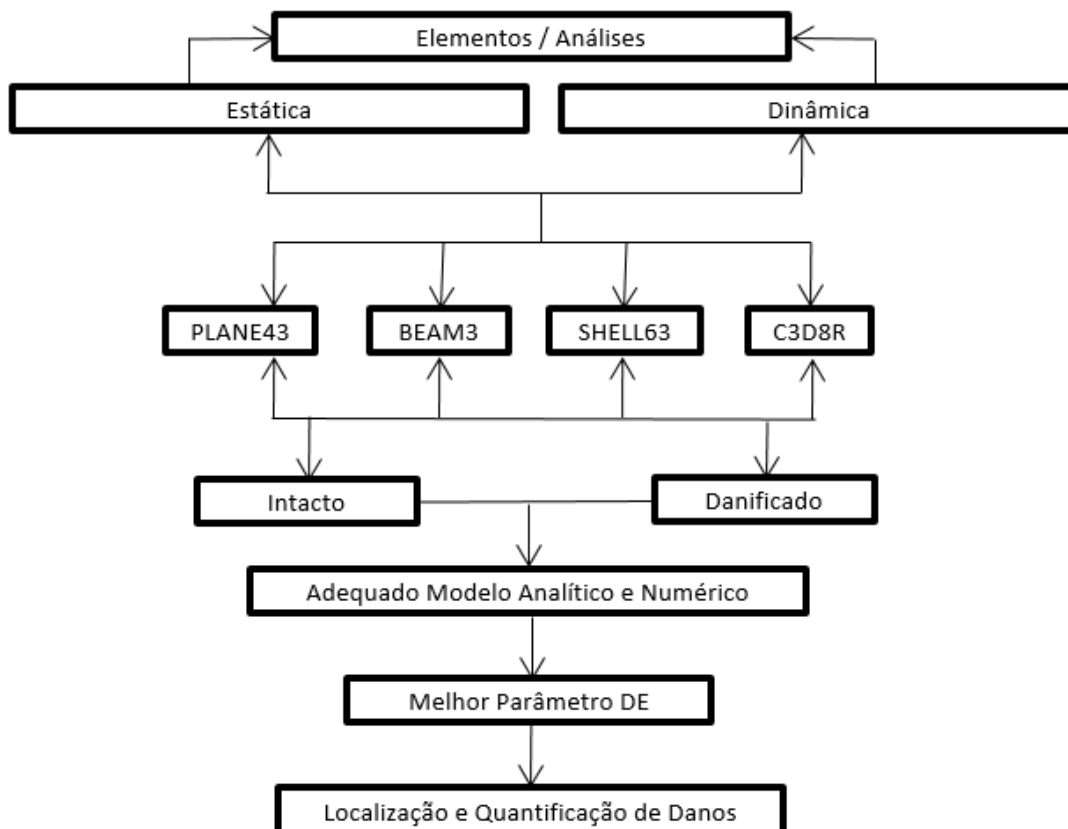 Elementos / Análises
Estática
Dinâmica
PLANE43
BEAM3
SHELL63
C3D8R
Intacto
Danificado
Adequado Modelo Analítico e Numérico
Melhor Parâmetro DE
Localização e Quantificação de Danos